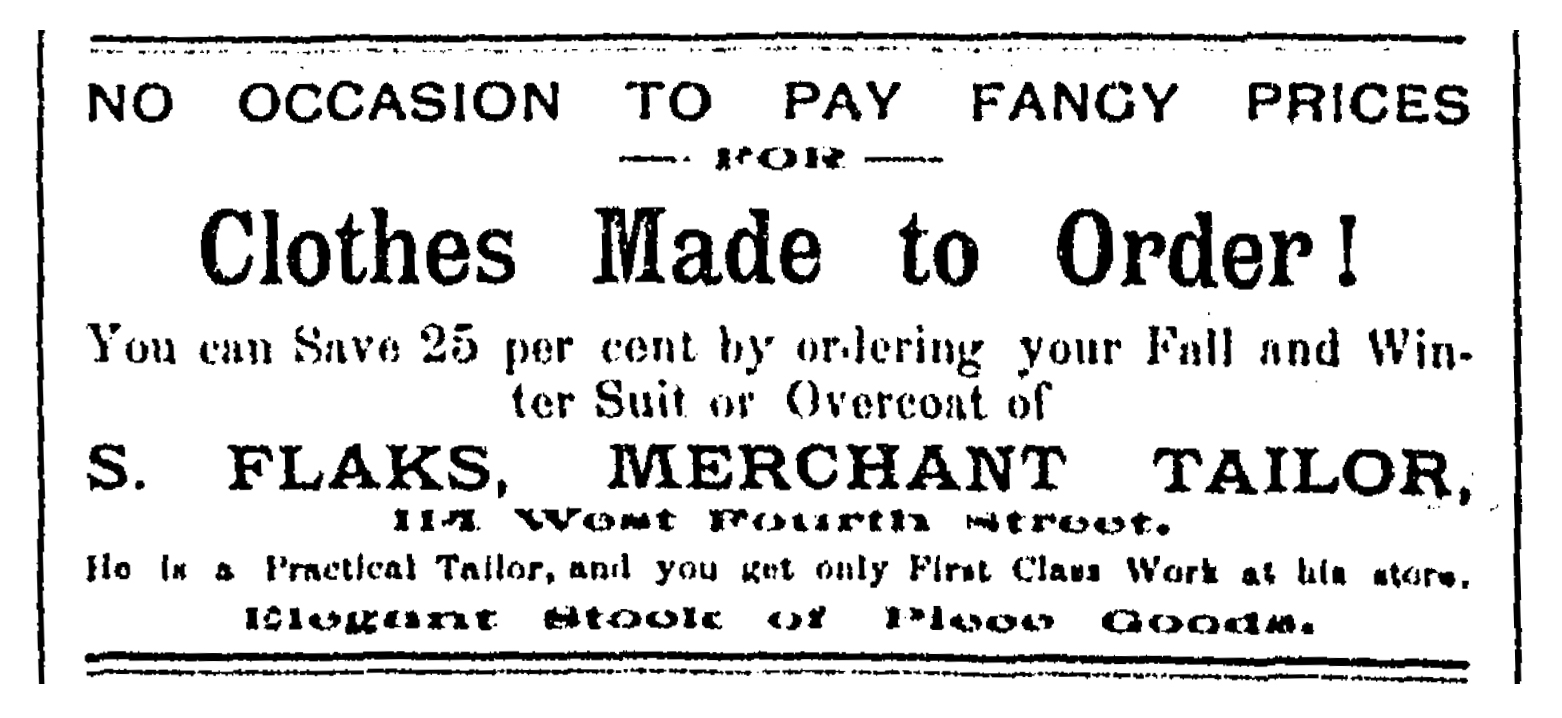 NO OCCASION TO PAY FANCY PRICES
— FOR —
Clothes Made to Order!
You can Save 25 per cent by ordering your Fall and Win-
ter Suit or Overcoat of
S. FLAKS, MERCHANT TAILOR,
114 West Fourth Street.
He is a Practical Tailor, and you get only First Class Work at his store.
Elegant Stock of Piece Goods.